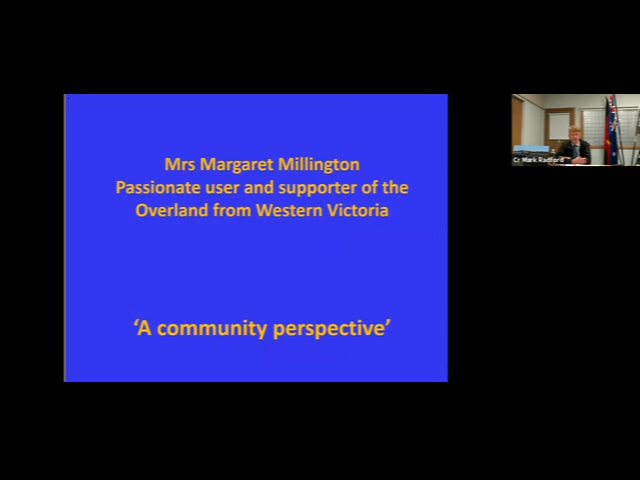 Mrs Margaret Millington
Passionate user and supporter of the
Overland from Western Victoria
‘A community perspective’
Cr Mark Radford